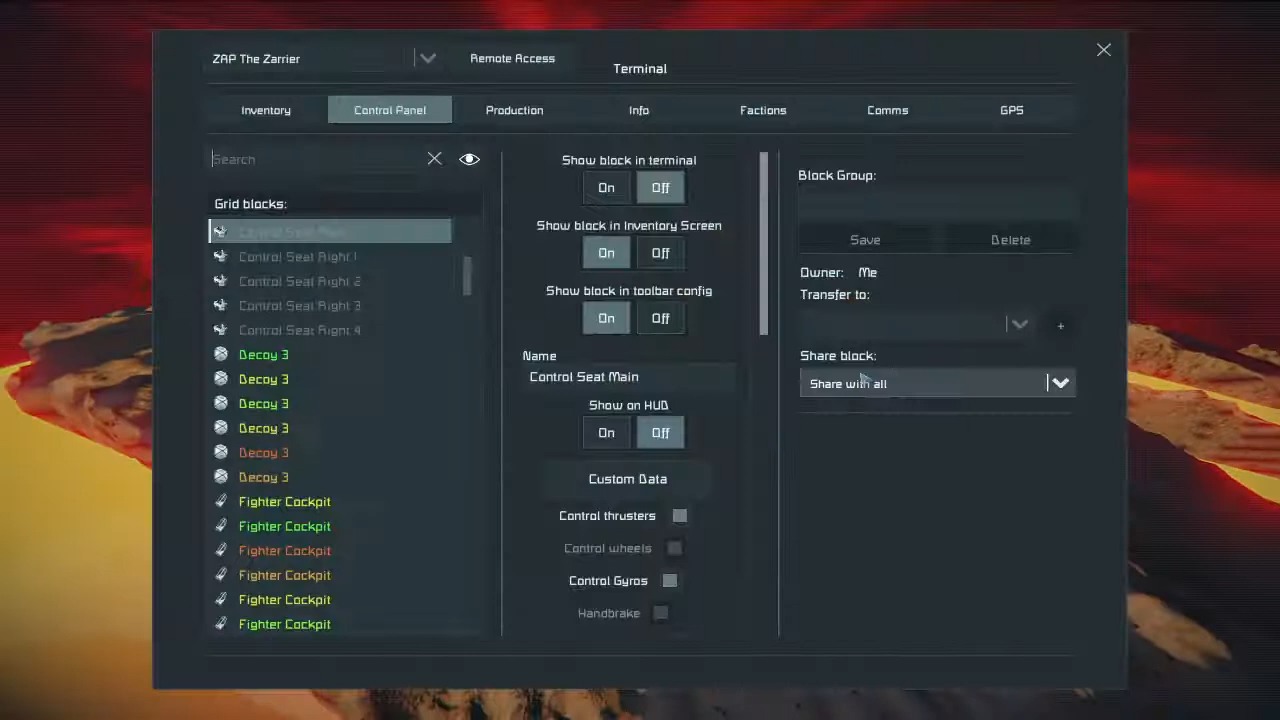 ZAP The Zarrier
Remote Access
Terminal
Inventory
Control Panel
Production
Info
Factions
Comms
GPS
Search
Grid blocks:
Control Seat Main
Control Seat Right 1
Control Seat Right 2
Control Seat Right 3
Control Seat Right 4
Decoy 3
Decoy 3
Decoy 3
Decoy 3
Decoy 3
Decoy 3
Fighter Cockpit
Fighter Cockpit
Fighter Cockpit
Fighter Cockpit
Fighter Cockpit
Fighter Cockpit
Show block in terminal
On Off
Show block in Inventory Screen
On Off
Show block in toolbar config
On Off
Name
Control Seat Main
Show on HUD
On Off
Custom Data
Control thrusters
Control wheels
Control Gyros
Handbrake
Block Group:
Save Delete
Owner: Me
Transfer to:
+
Share block:
Share with all